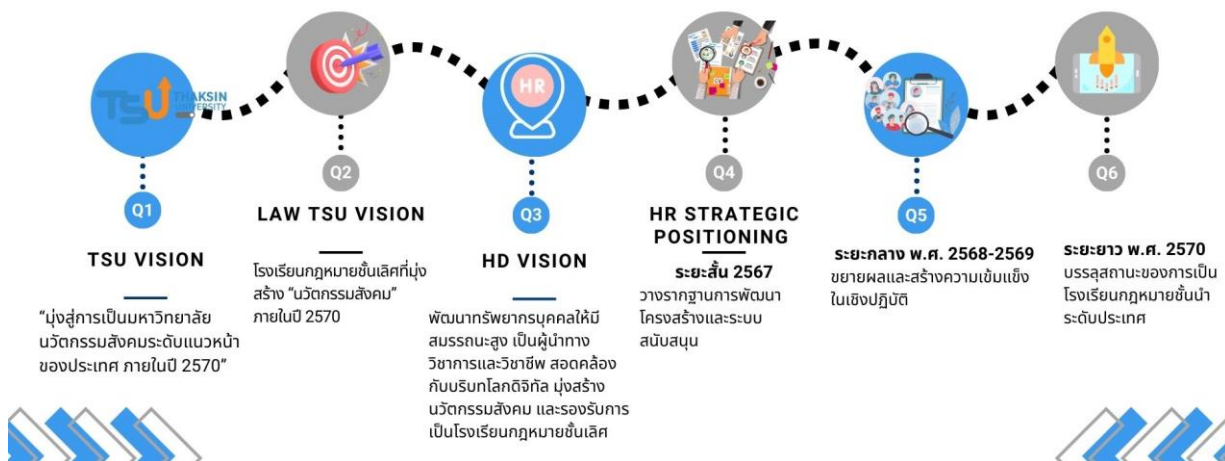 TSU THAKSIN
UNIVERSITY
Q1
TSU VISION
“มุ่งสู่การเป็นมหาวิทยาลัย
นวัตกรรมสังคมระดับแนวหน้า
ของประเทศ ภายในปี 2570”
Q2
LAW TSU VISION
โรงเรียนกฎหมายชั้นเลิศที่มุ่ง
สร้าง “นวัตกรรมสังคม”
ภายในปี 2570
HR
Q3
HD VISION
พัฒนาทรัพยากรบุคคลให้มี
สมรรถนะสูง เป็นผู้นำทาง
วิชาการและวิชาชีพ สอดคล้อง
กับบริบทโลกดิจิทัล มุ่งสร้าง
นวัตกรรมสังคม และรองรับการ
เป็นโรงเรียนกฎหมายชั้นเลิศ
Q4
HR STRATEGIC
POSITIONING
ระยะสั้น 2567
วางรากฐานการพัฒนา
โครงสร้างและระบบ
สนับสนุน
Q5
ระยะกลาง พ.ศ. 2568-2569
ขยายผลและสร้างความเข้มแข็ง
ในเชิงปฏิบัติ
Q6
ระยะยาว พ.ศ. 2570
บรรลุสถานะของการเป็น
โรงเรียนกฎหมายชั้นนำ
ระดับประเทศ